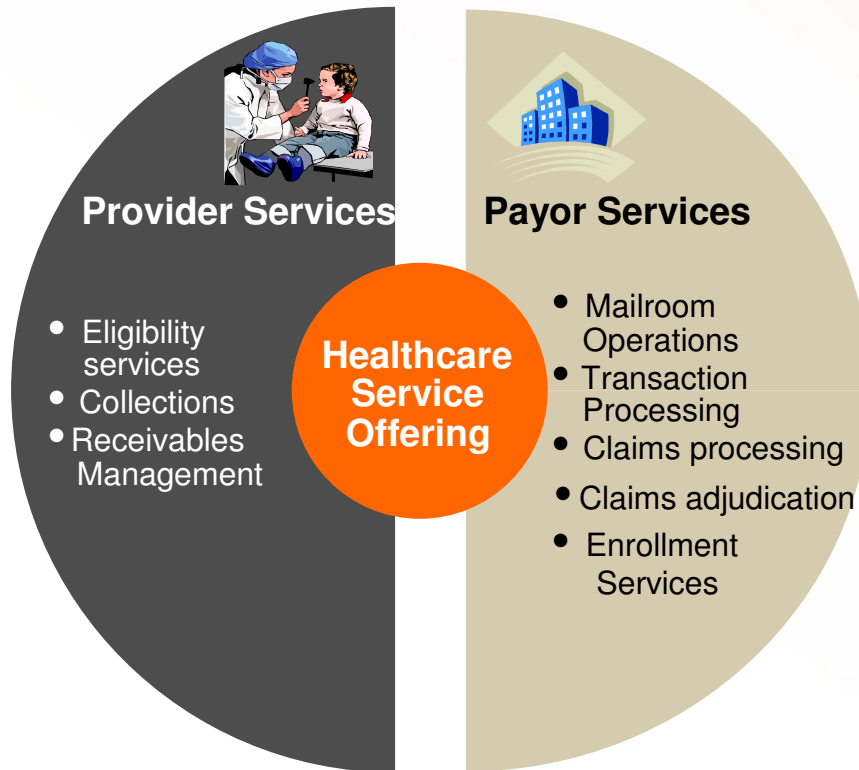 Provider Services
• Eligibility
services
• Collections
• Receivables
Management
Healthcare
Service
Offering
Payor Services
• Mailroom
Operations
• Transaction
Processing
• Claims processing
• Claims adjudication
• Enrollment
Services